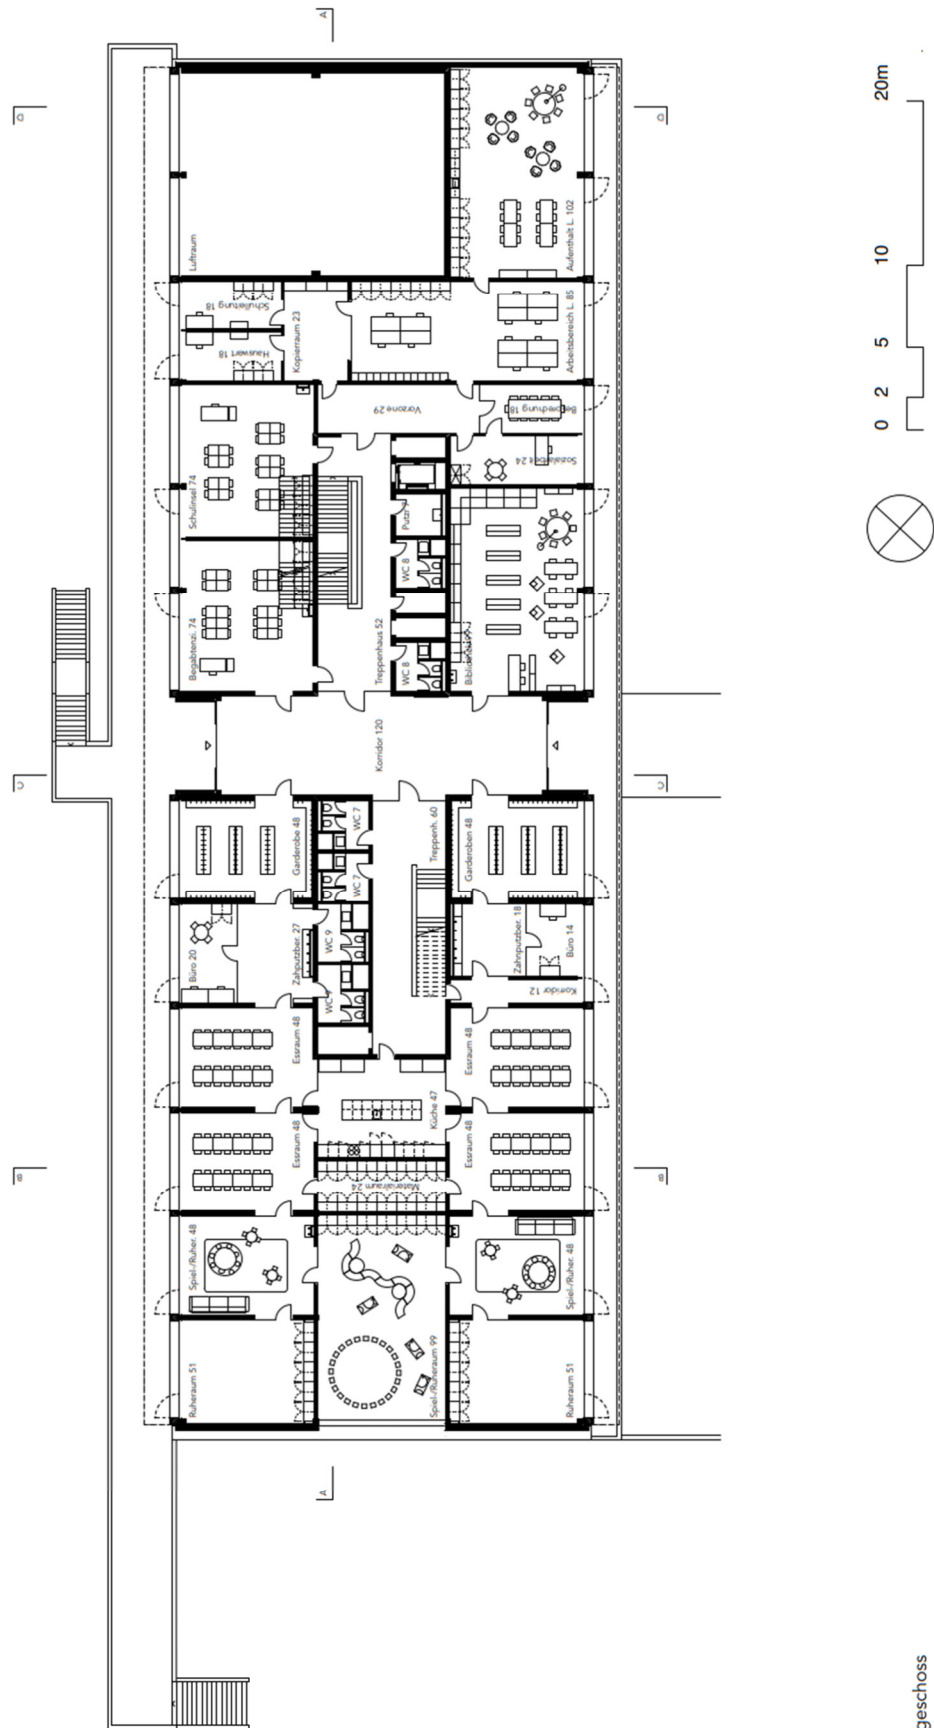 A
D
D
20m
10
5
2
0
Luftraum
Aufenthalt L. 102
Schulleitung 18
Hauswart 18
Kopierraum 23
Arbeitsbereich L. 85
Schulinsel 74
Vorzone 29
Besprechung 18
Sozialarbeit 24
Begabtenzi. 74
Putzr.
WC 8
WC 8
Treppenhaus 52
Korridor 120
C
C
Garderobe 48
WC 7
WC 7
Treppenh. 60
Garderoben 48
Büro 20
Zahputzber. 27
WC 9
WC 9
Zahnputzber. 18
Büro 14
Korridor 12
Essraum 48
Essraum 48
Küche 47
Essraum 48
Essraum 48
Materialraum 24
B
B
Spiel-/Ruher. 48
Spiel-/Ruher. 48
Ruheraum 51
Spiel-/Ruheraum 99
Ruheraum 51
A
geschoss